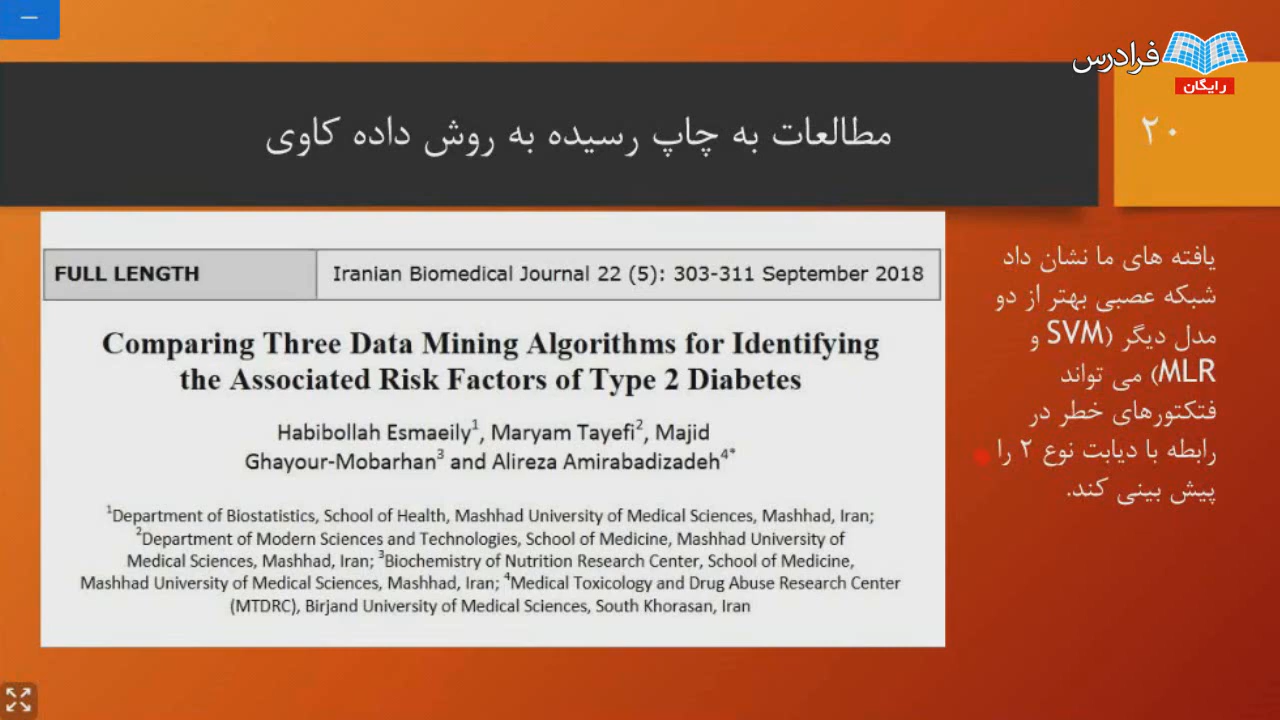 فرادرس
رایگان
۲۰
مطالعات به چاپ رسیده به روش داده کاوی
FULL LENGTH
Iranian Biomedical Journal 22 (5): 303-311 September 2018
Comparing Three Data Mining Algorithms for Identifying
the Associated Risk Factors of Type 2 Diabetes
Habibollah Esmaeily1, Maryam Tayefi2, Majid
Ghayour-Mobarhan3 and Alireza Amirabadizadeh4*
1Department of Biostatistics, School of Health, Mashhad University of Medical Sciences, Mashhad, Iran;
2Department of Modern Sciences and Technologies, School of Medicine, Mashhad University of
Medical Sciences, Mashhad, Iran; 3Biochemistry of Nutrition Research Center, School of Medicine,
Mashhad University of Medical Sciences, Mashhad, Iran; 4Medical Toxicology and Drug Abuse Research Center
(MTDRC), Birjand University of Medical Sciences, South Khorasan, Iran
یافته های ما نشان داد
شبکه عصبی بهتر از دو
مدل دیگر (SVM و
MLR) می تواند
فتکتورهای خطر در
رابطه با دیابت نوع ۲ را
پیش بینی کند.